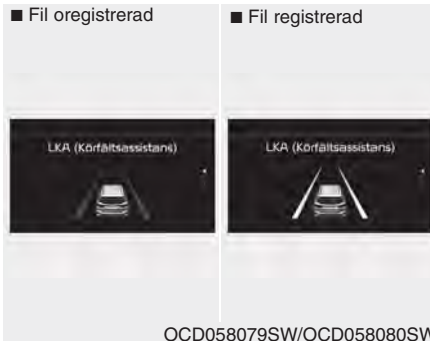 ■ Fil oregistrerad
■ Fil registrerad
LKA (Körfältsassistans)
LKA (Körfältsassistans)
OCD058079SW/OCD058080SW